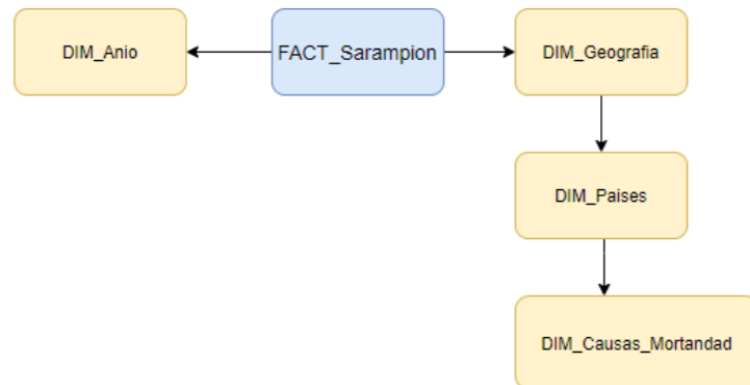 DIM_Anio
FACT_Sarampion
DIM_Geografia
DIM_Paises
DIM_Causas_Mortandad